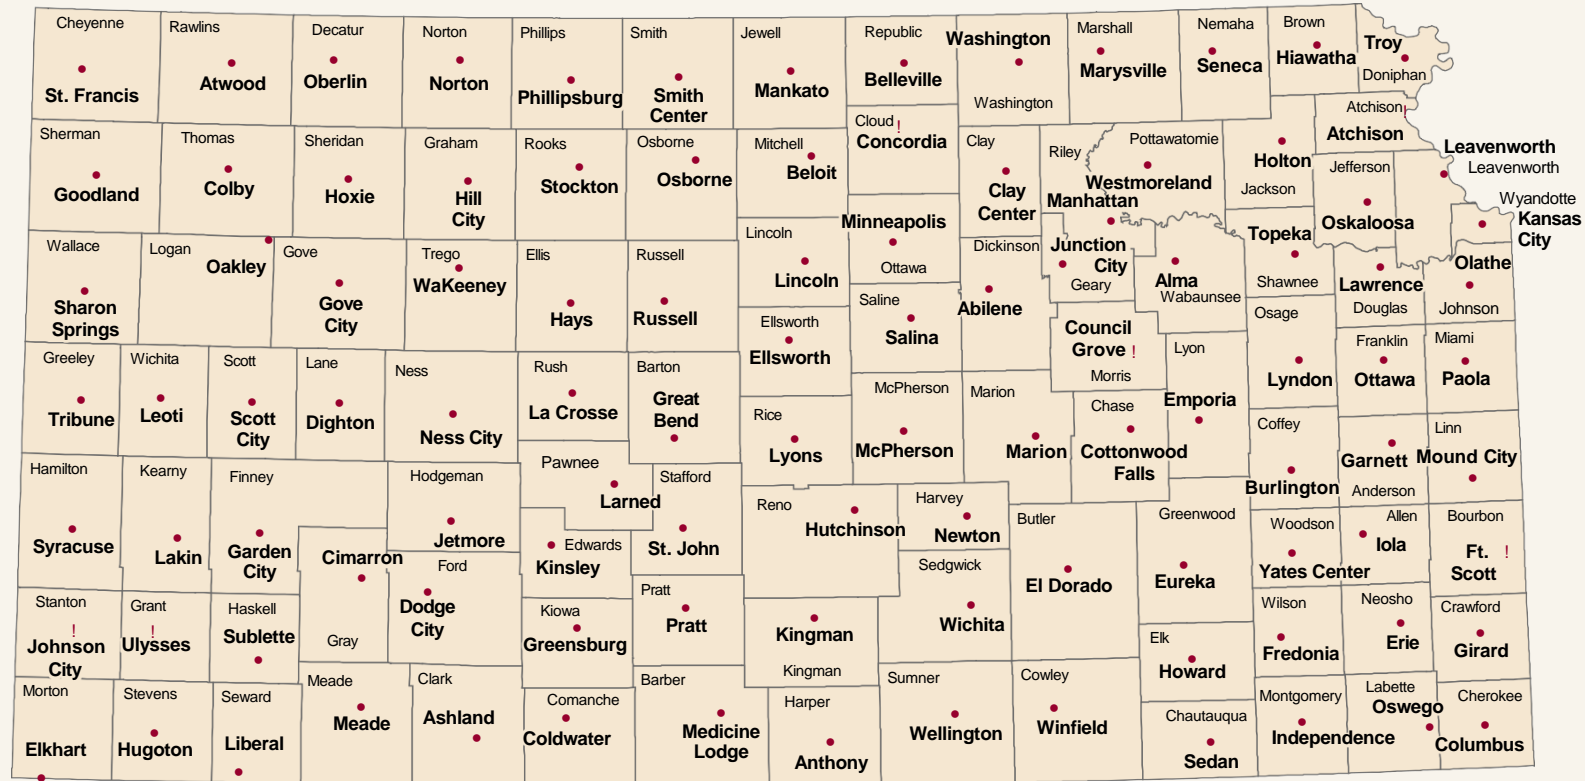 Cheyenne
St. Francis
Rawlins
Atwood
Decatur
Oberlin
Norton
Norton
Phillips
Phillipsburg
Smith
Smith
Center
Jewell
Mankato
Republic
Belleville
Washington
Washington
Marshall
Marysville
Nemaha
Seneca
Brown
Hiawatha
Troy
Doniphan
Sherman
Goodland
Thomas
Colby
Sheridan
Hoxie
Graham
Hill
City
Rooks
Stockton
Osborne
Osborne
Mitchell
Beloit
Cloud !
Concordia
Clay
Clay
Center
Riley
Manhattan
Pottawatomie
Westmoreland
Holton
Jackson
Atchison !
Atchison
Jefferson
Oskaloosa
Leavenworth
Leavenworth
Wyandotte
Kansas
City
Wallace
Sharon
Springs
Logan
Oakley
Gove
Gove
City
Trego
WaKeeney
Ellis
Hays
Russell
Russell
Lincoln
Lincoln
Minneapolis
Ottawa
Dickinson
Abilene
Junction
City
Geary
Alma
Wabaunsee
Topeka
Shawnee
Lawrence
Douglas
Olathe
Johnson
Ellsworth
Ellsworth
Saline
Salina
Council
Grove !
Morris
Lyon
Emporia
Osage
Lyndon
Franklin
Ottawa
Miami
Paola
Greeley
Tribune
Wichita
Leoti
Scott
Scott
City
Lane
Dighton
Ness
Ness City
Rush
La Crosse
Barton
Great
Bend
Rice
Lyons
McPherson
McPherson
Marion
Marion
Chase
Cottonwood
Falls
Coffey
Burlington
Garnett
Anderson
Linn
Mound City
Hamilton
Syracuse
Kearny
Lakin
Finney
Garden
City
Hodgeman
Jetmore
Pawnee
Larned
Stafford
St. John
Edwards
Kinsley
Reno
Hutchinson
Harvey
Newton
Sedgwick
Wichita
Butler
El Dorado
Greenwood
Eureka
Woodson
Yates Center
Allen
Iola
Bourbon
Ft. !
Scott
Stanton
!
Johnson
City
Grant
!
Ulysses
Haskell
Sublette
Cimarron
Gray
Ford
Dodge
City
Kiowa
Greensburg
Pratt
Pratt
Kingman
Kingman
Elk
Howard
Wilson
Fredonia
Neosho
Erie
Crawford
Girard
Morton
Elkhart
Stevens
Hugoton
Seward
Liberal
Meade
Meade
Clark
Ashland
Comanche
Coldwater
Barber
Medicine
Lodge
Harper
Anthony
Sumner
Wellington
Cowley
Winfield
Chautauqua
Sedan
Montgomery
Independence
Labette
Oswego
Cherokee
Columbus